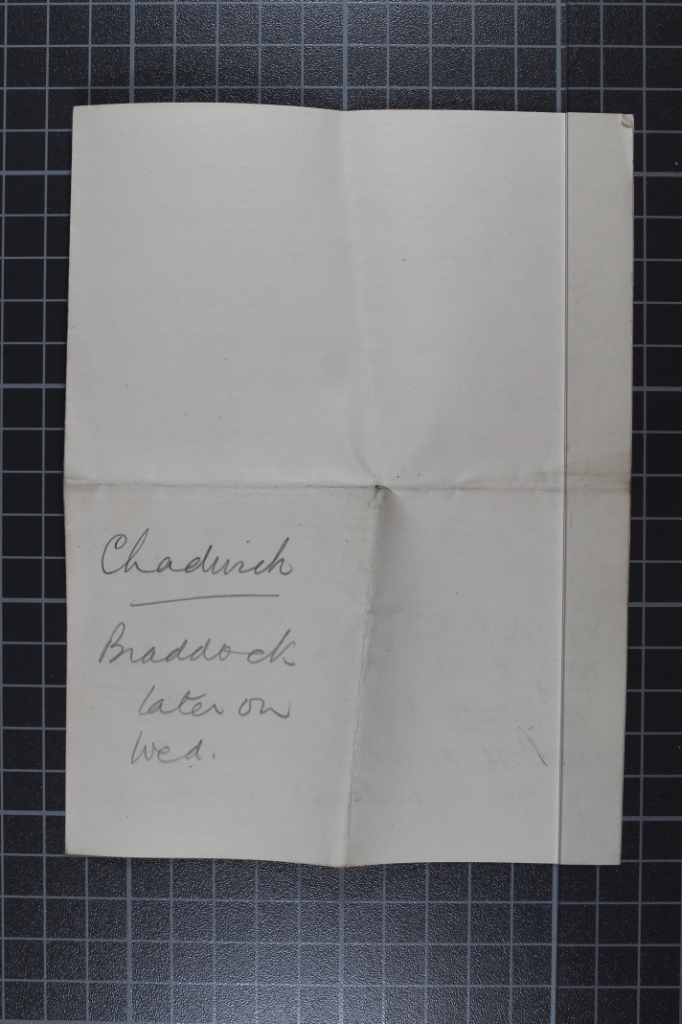 Chadwick
Braddock
later on
Wed.